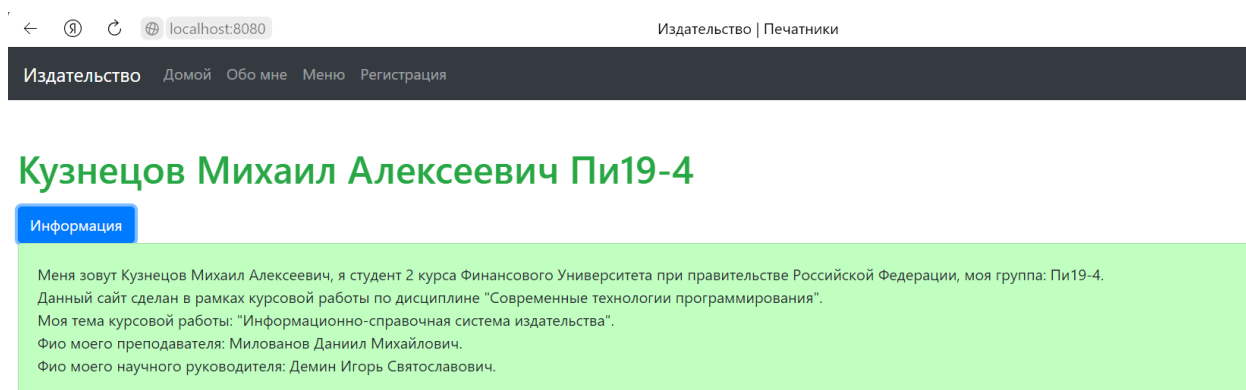 localhost:8080
Издательство | Печатники
Издательство Домой Обо мне Меню Регистрация
Кузнецов Михаил Алексеевич Пи19-4
Информация
Меня зовут Кузнецов Михаил Алексеевич, я студент 2 курса Финансового Университета при правительстве Российской Федерации, моя группа: Пи19-4.
Данный сайт сделан в рамках курсовой работы по дисциплине "Современные технологии программирования".
Моя тема курсовой работы: "Информационно-справочная система издательства".
Фио моего преподавателя: Милованов Даниил Михайлович.
Фио моего научного руководителя: Демин Игорь Святославович.